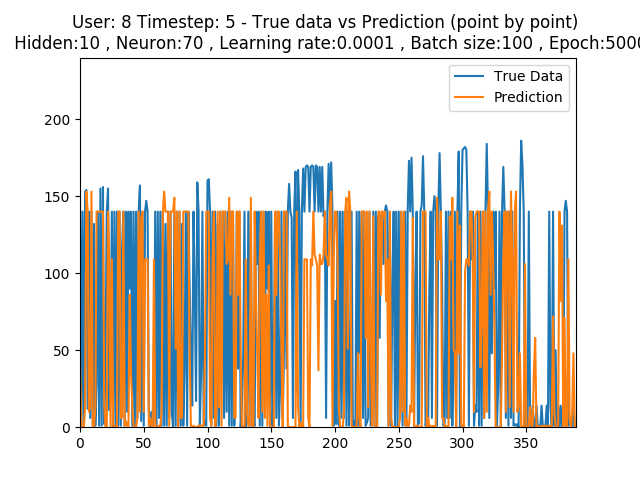 User: 8 Timestep: 5 - True data vs Prediction (point by point)
Hidden:10 , Neuron:70 , Learning rate:0.0001 , Batch size:100 , Epoch:5000
True Data
Prediction
200
150
100
50
0
0 50 100 150 200 250 300 350